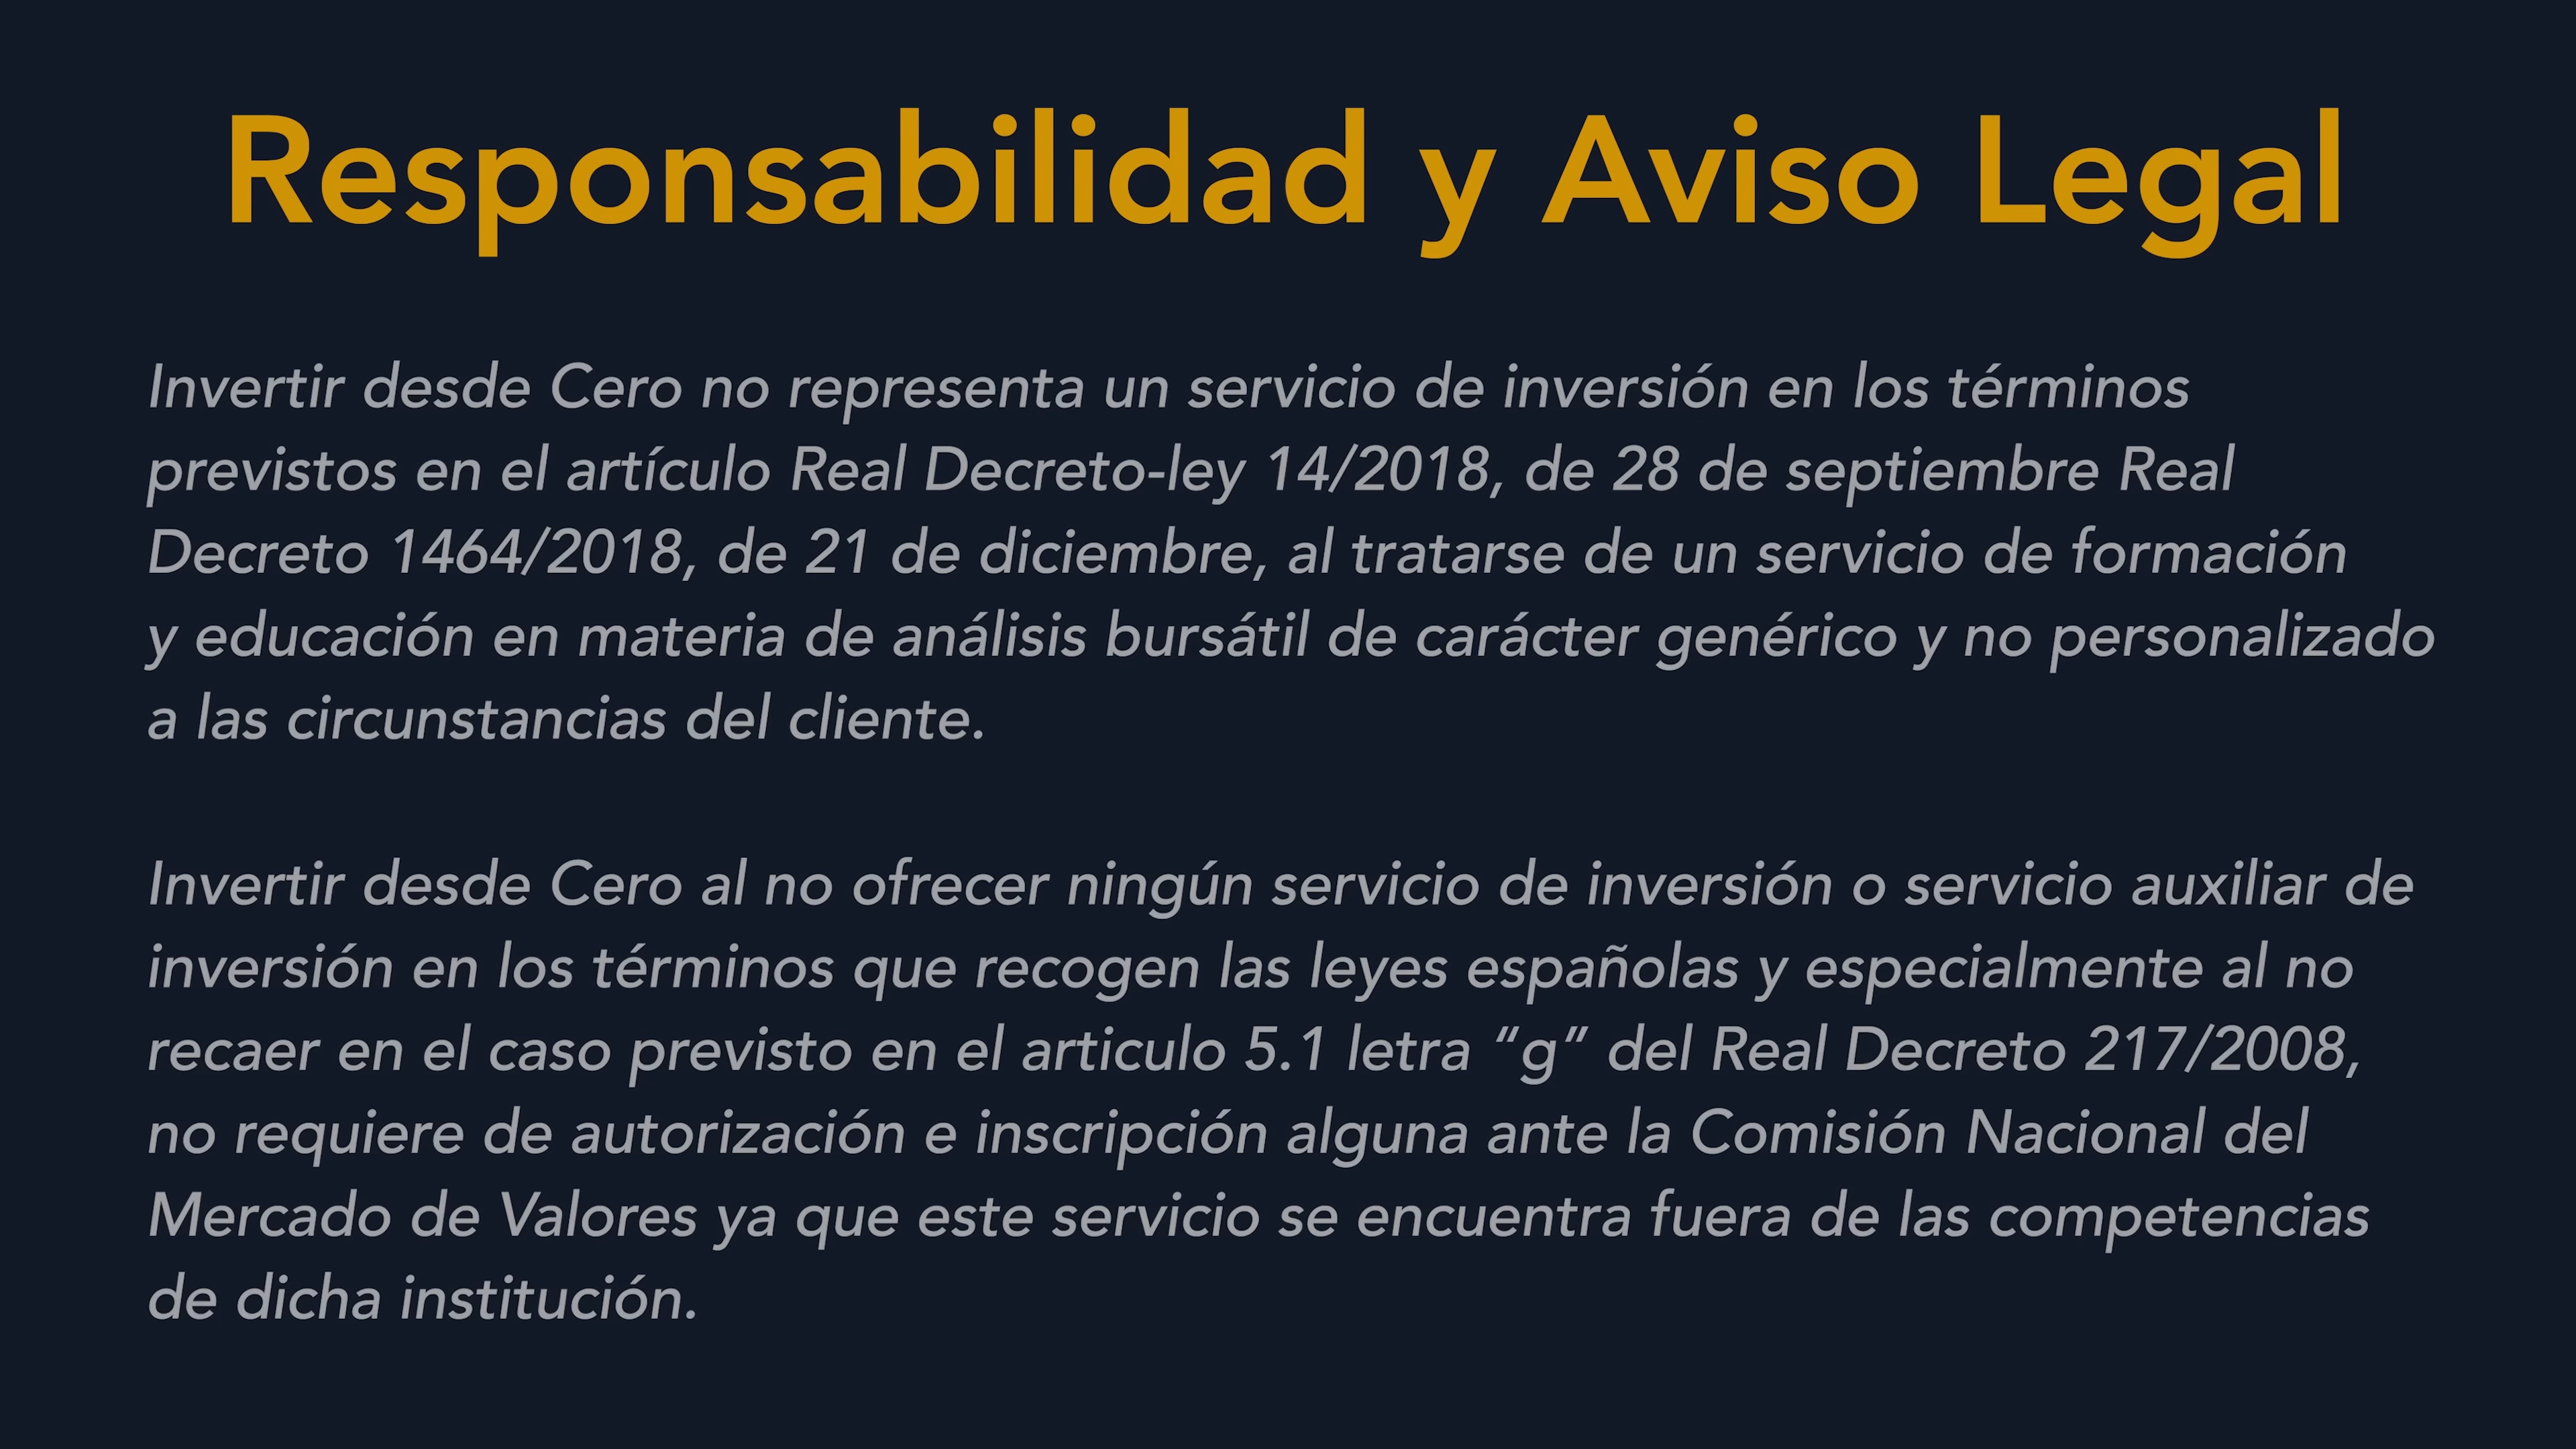 Responsabilidad y Aviso Legal
Invertir desde Cero no representa un servicio de inversión en los términos
previstos en el artículo Real Decreto-ley 14/2018, de 28 de septiembre Real
Decreto 1464/2018, de 21 de diciembre, al tratarse de un servicio de formación
y educación en materia de análisis bursátil de carácter genérico y no personalizado
a las circunstancias del cliente.
Invertir desde Cero al no ofrecer ningún servicio de inversión o servicio auxiliar de
inversión en los términos que recogen las leyes españolas y especialmente al no
recaer en el caso previsto en el articulo 5.1 letra “g” del Real Decreto 217/2008,
no requiere de autorización e inscripción alguna ante la Comisión Nacional del
Mercado de Valores ya que este servicio se encuentra fuera de las competencias
de dicha institución.